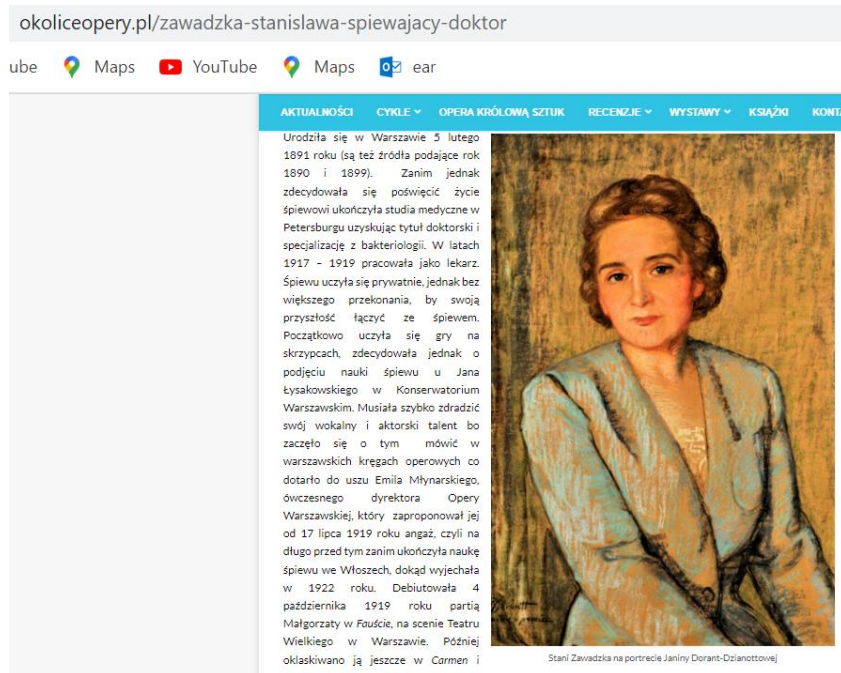 okoliceopery.pl/zawadzka-stanislawa-spiewajacy-doktor
ube Maps YouTube Maps ear
AKTUALNOŚCI CYKLE OPERA KRÓLOWĄ SZTUK RECENZJE WYSTAWY KSIĄŻKI KONTA
Urodziła się w Warszawie 5 lutego
1891 roku (są też źródła podające rok
1890 i 1899). Zanim jednak
zdecydowała się poświęcić życie
śpiewowi ukończyła studia medyczne w
Petersburgu uzyskując tytuł doktorski i
specjalizację z bakteriologii. W latach
1917 – 1919 pracowała jako lekarz.
Śpiewu uczyła się prywatnie, jednak bez
większego przekonania, by swoją
przyszłość łączyć ze śpiewem.
Początkowo uczyła się gry na
skrzypcach, zdecydowała jednak o
podjęciu nauki śpiewu u Jana
Łysakowskiego w Konserwatorium
Warszawskim. Musiała szybko zdradzić
swój wokalny i aktorski talent bo
zaczęło się o tym mówić w
warszawskich kręgach operowych co
dotarło do uszu Emila Młynarskiego,
ówczesnego dyrektora Opery
Warszawskiej, który zaproponował jej
od 17 lipca 1919 roku angaż, czyli na
długo przed tym zanim ukończyła naukę
śpiewu we Włoszech, dokąd wyjechała
w 1922 roku. Debiutowała 4
października 1919 roku partią
Małgorzaty w Fauście, na scenie Teatru
Wielkiego w Warszawie. Później
oklaskiwano ją jeszcze w Carmen i
Stani Zawadzka na portrecie Janiny Dorant-Dzianottowej